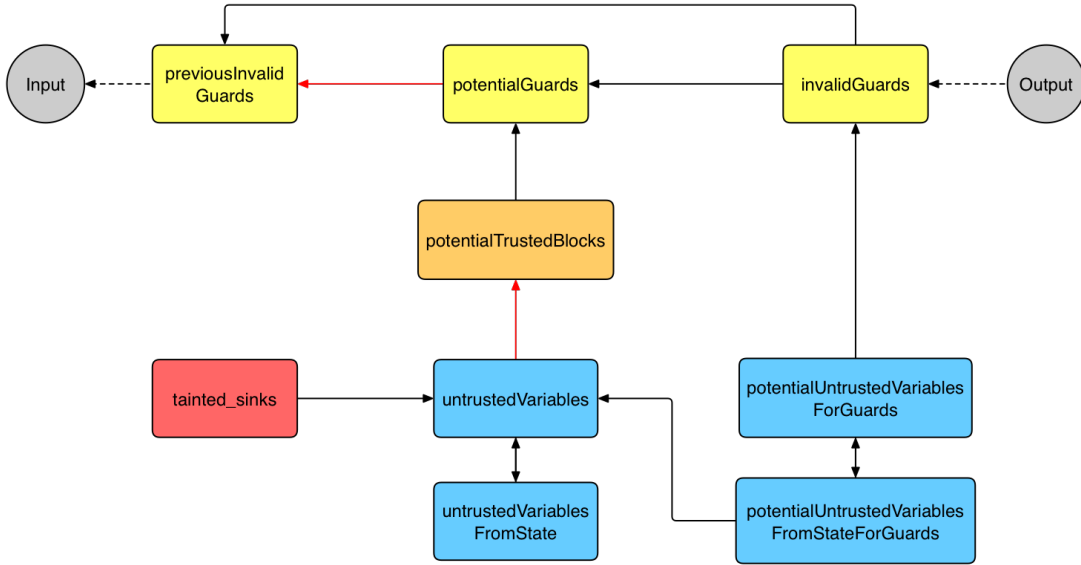 Input
previousInvalid
Guards
potentialGuards
invalidGuards
Output
potentialTrustedBlocks
tainted_sinks
untrustedVariables
potentialUntrustedVariables
ForGuards
untrustedVariables
FromState
potentialUntrustedVariables
FromStateForGuards